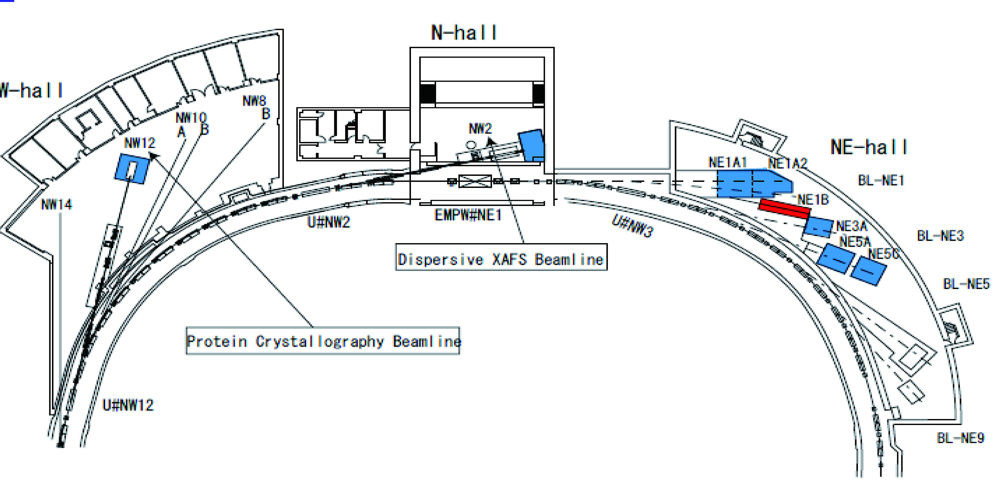 N-hall
W-hall
NW8
B
NW10
A B
NW12
NW2
NE-hall
NE1A1
NE1A2
BL-NE1
NW14
NE1B
EMPW#NE1
U#NW2
U#NW3
NE3A
BL-NE3
NE5A
NE5C
Dispersive XAFS Beamline
BL-NE5
Protein Crystallography Beamline
U#NW12
BL-NE9